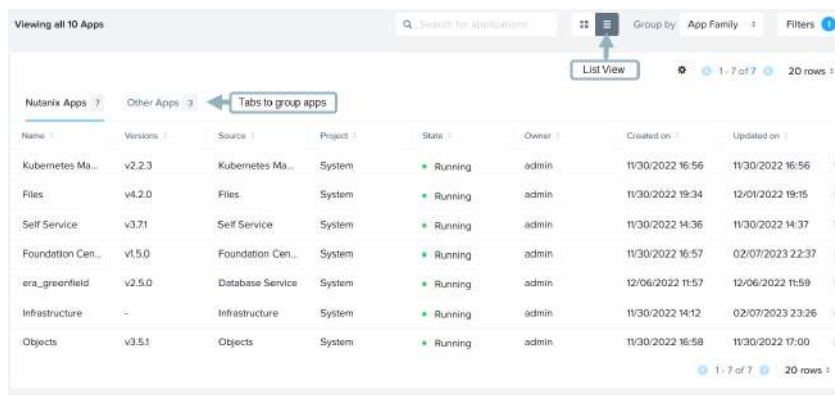 Viewing all 10 Apps Search for applications Group by App Family Filters 1
List View 1 - 7 of 7 20 rows
Nutanix Apps 7 Other Apps 3 Tabs to group apps
Name Versions Source Project State Owner Created on Updated on
Kubernetes Ma... v2.2.3 Kubernetes Ma... System Running admin 11/30/2022 16:56 11/30/2022 16:56
Files v4.2.0 Files System Running admin 11/30/2022 19:34 12/01/2022 19:15
Self Service v3.7.1 Self Service System Running admin 11/30/2022 14:36 11/30/2022 14:37
Foundation Cen... v1.5.0 Foundation Cen... System Running admin 11/30/2022 16:57 02/07/2023 22:37
era_greenfield v2.5.0 Database Service System Running admin 12/06/2022 11:57 12/06/2022 11:59
Infrastructure - Infrastructure System Running admin 11/30/2022 14:12 02/07/2023 23:26
Objects v3.5.1 Objects System Running admin 11/30/2022 16:58 11/30/2022 17:00
1 - 7 of 7 20 rows